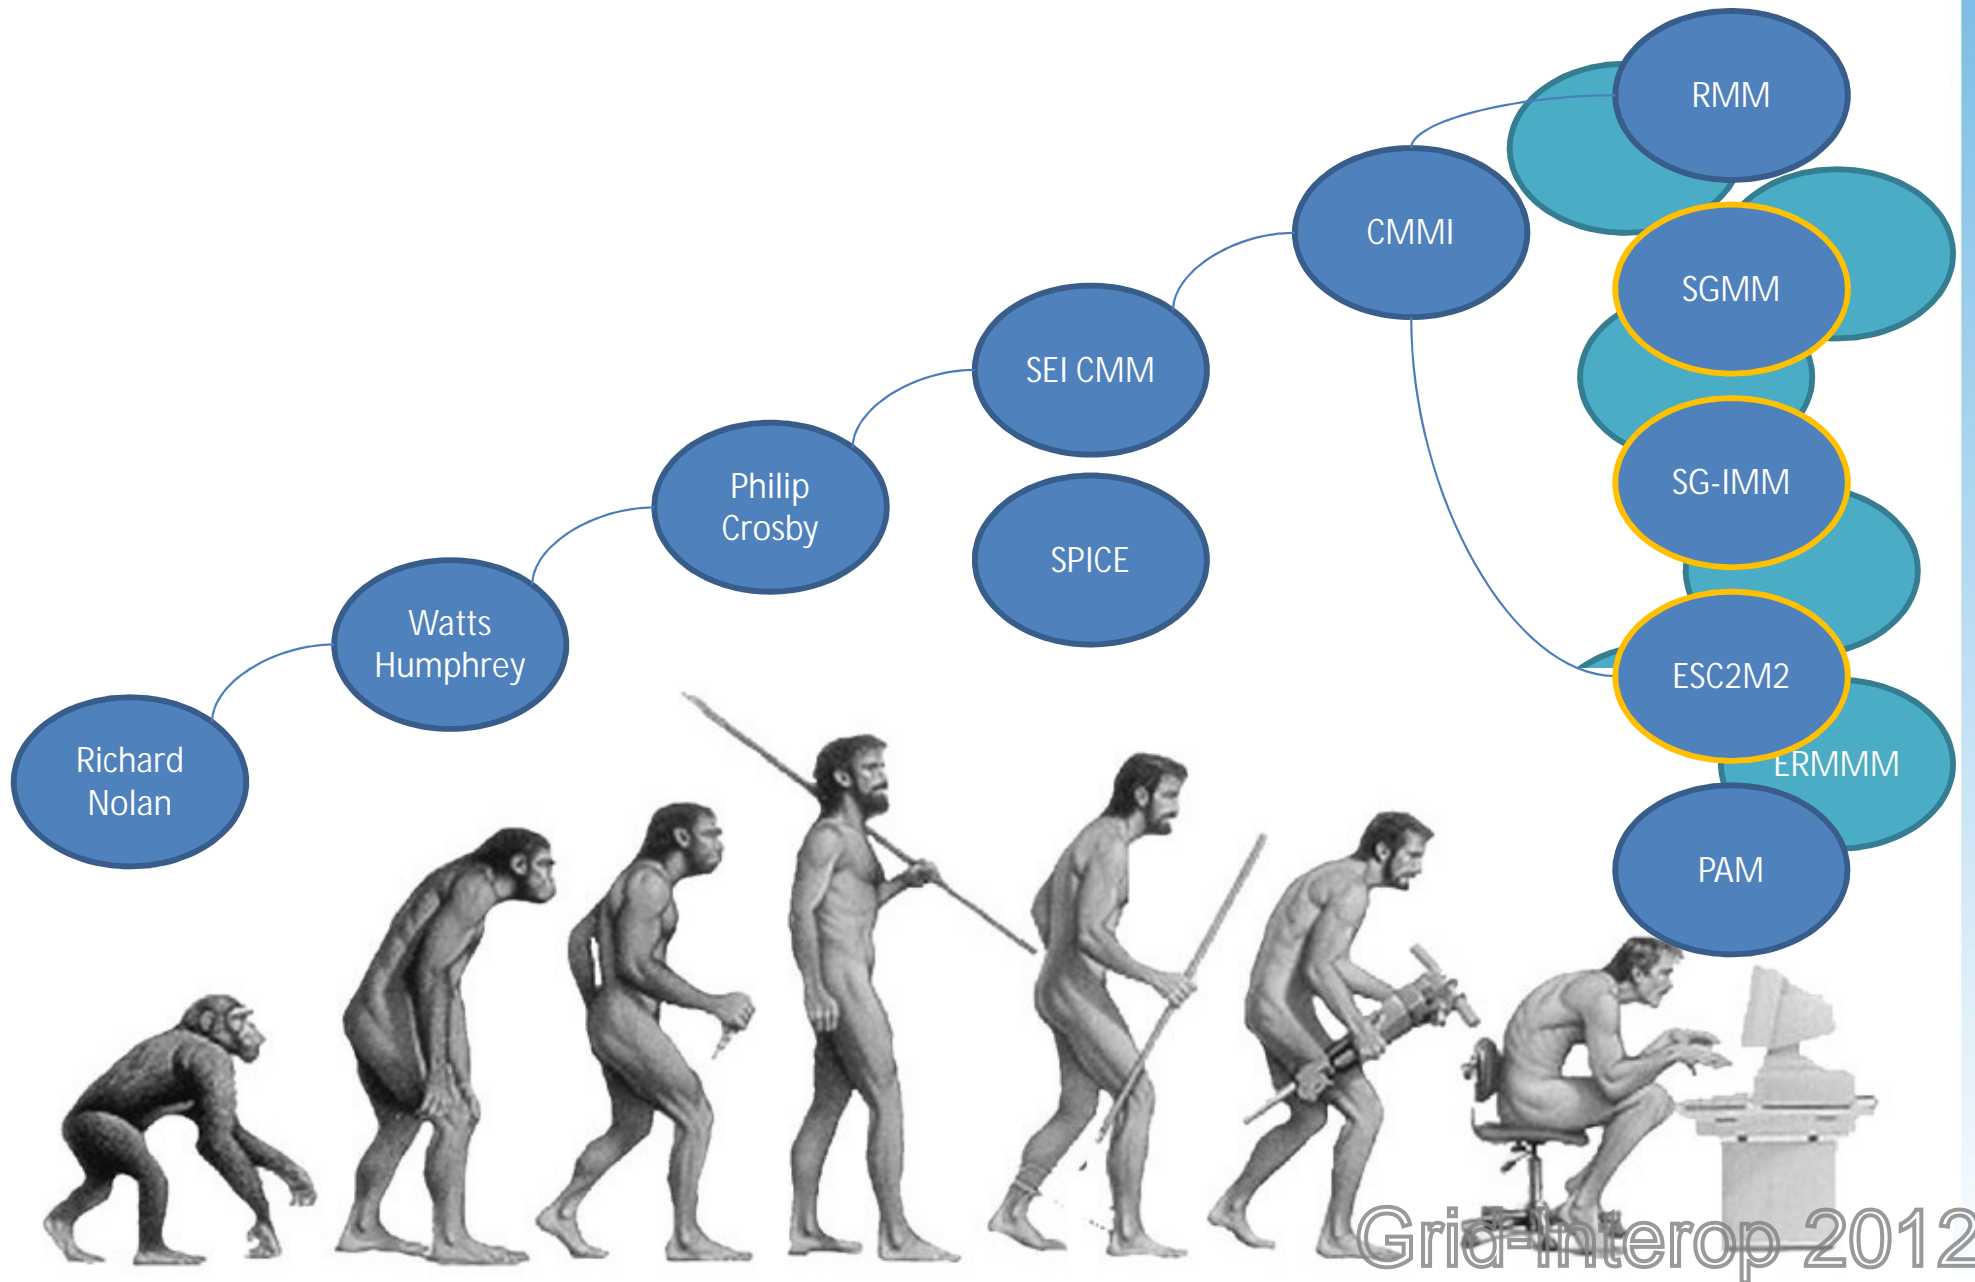 RMM
CMMI
SGMM
SEI CMM
SG-IMM
Philip
Crosby
SPICE
Watts
Humphrey
ESC2M2
Richard
Nolan
ERMMM
PAM
Grid-Interop 2012